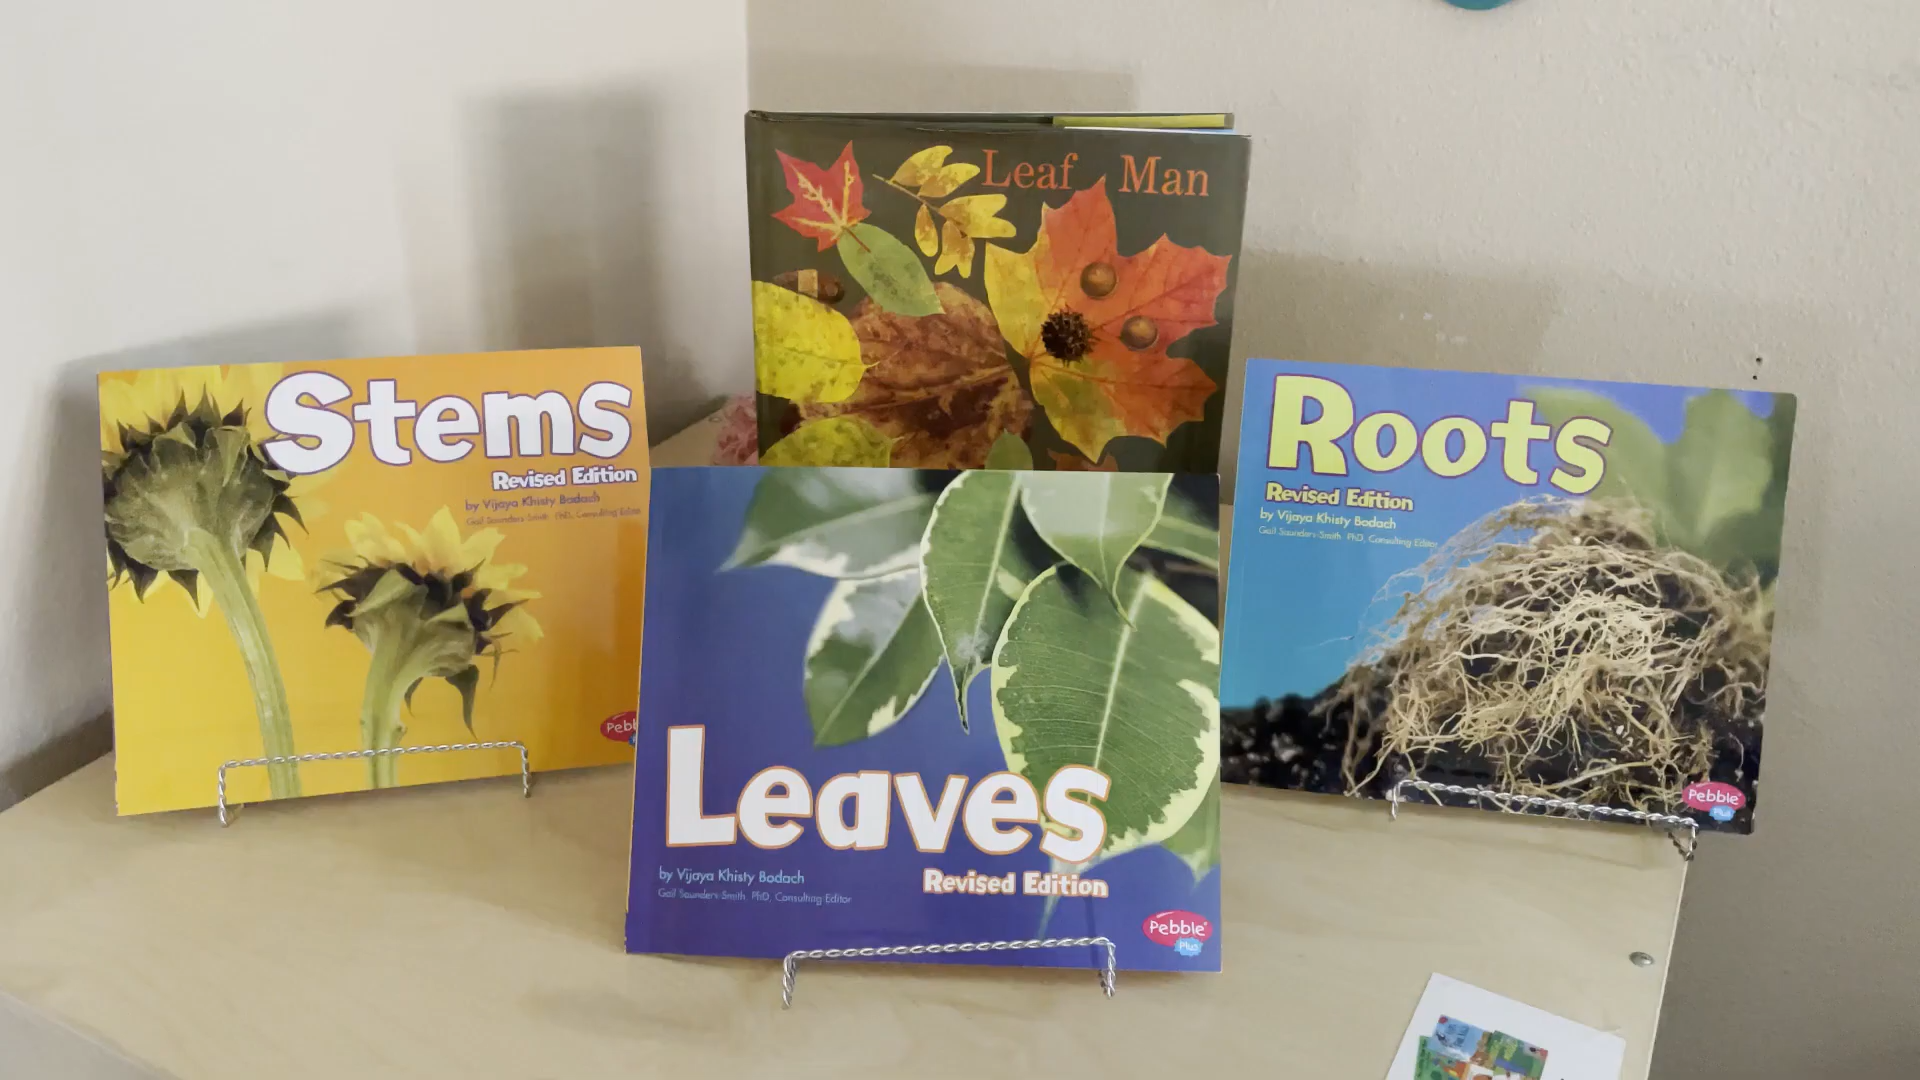 Leaf Man
Stems
Revised Edition
by Vijaya Khisty Bodach
Gail Saunders-Smith, PhD, Consulting Editor
Pebble
Leaves
by Vijaya Khisty Bodach
Gail Saunders-Smith, PhD, Consulting Editor
Revised Edition
Pebble
Plus
Roots
Revised Edition
by Vijaya Khisty Bodach
Gail Saunders-Smith, PhD, Consulting Editor
Pebble
Plus